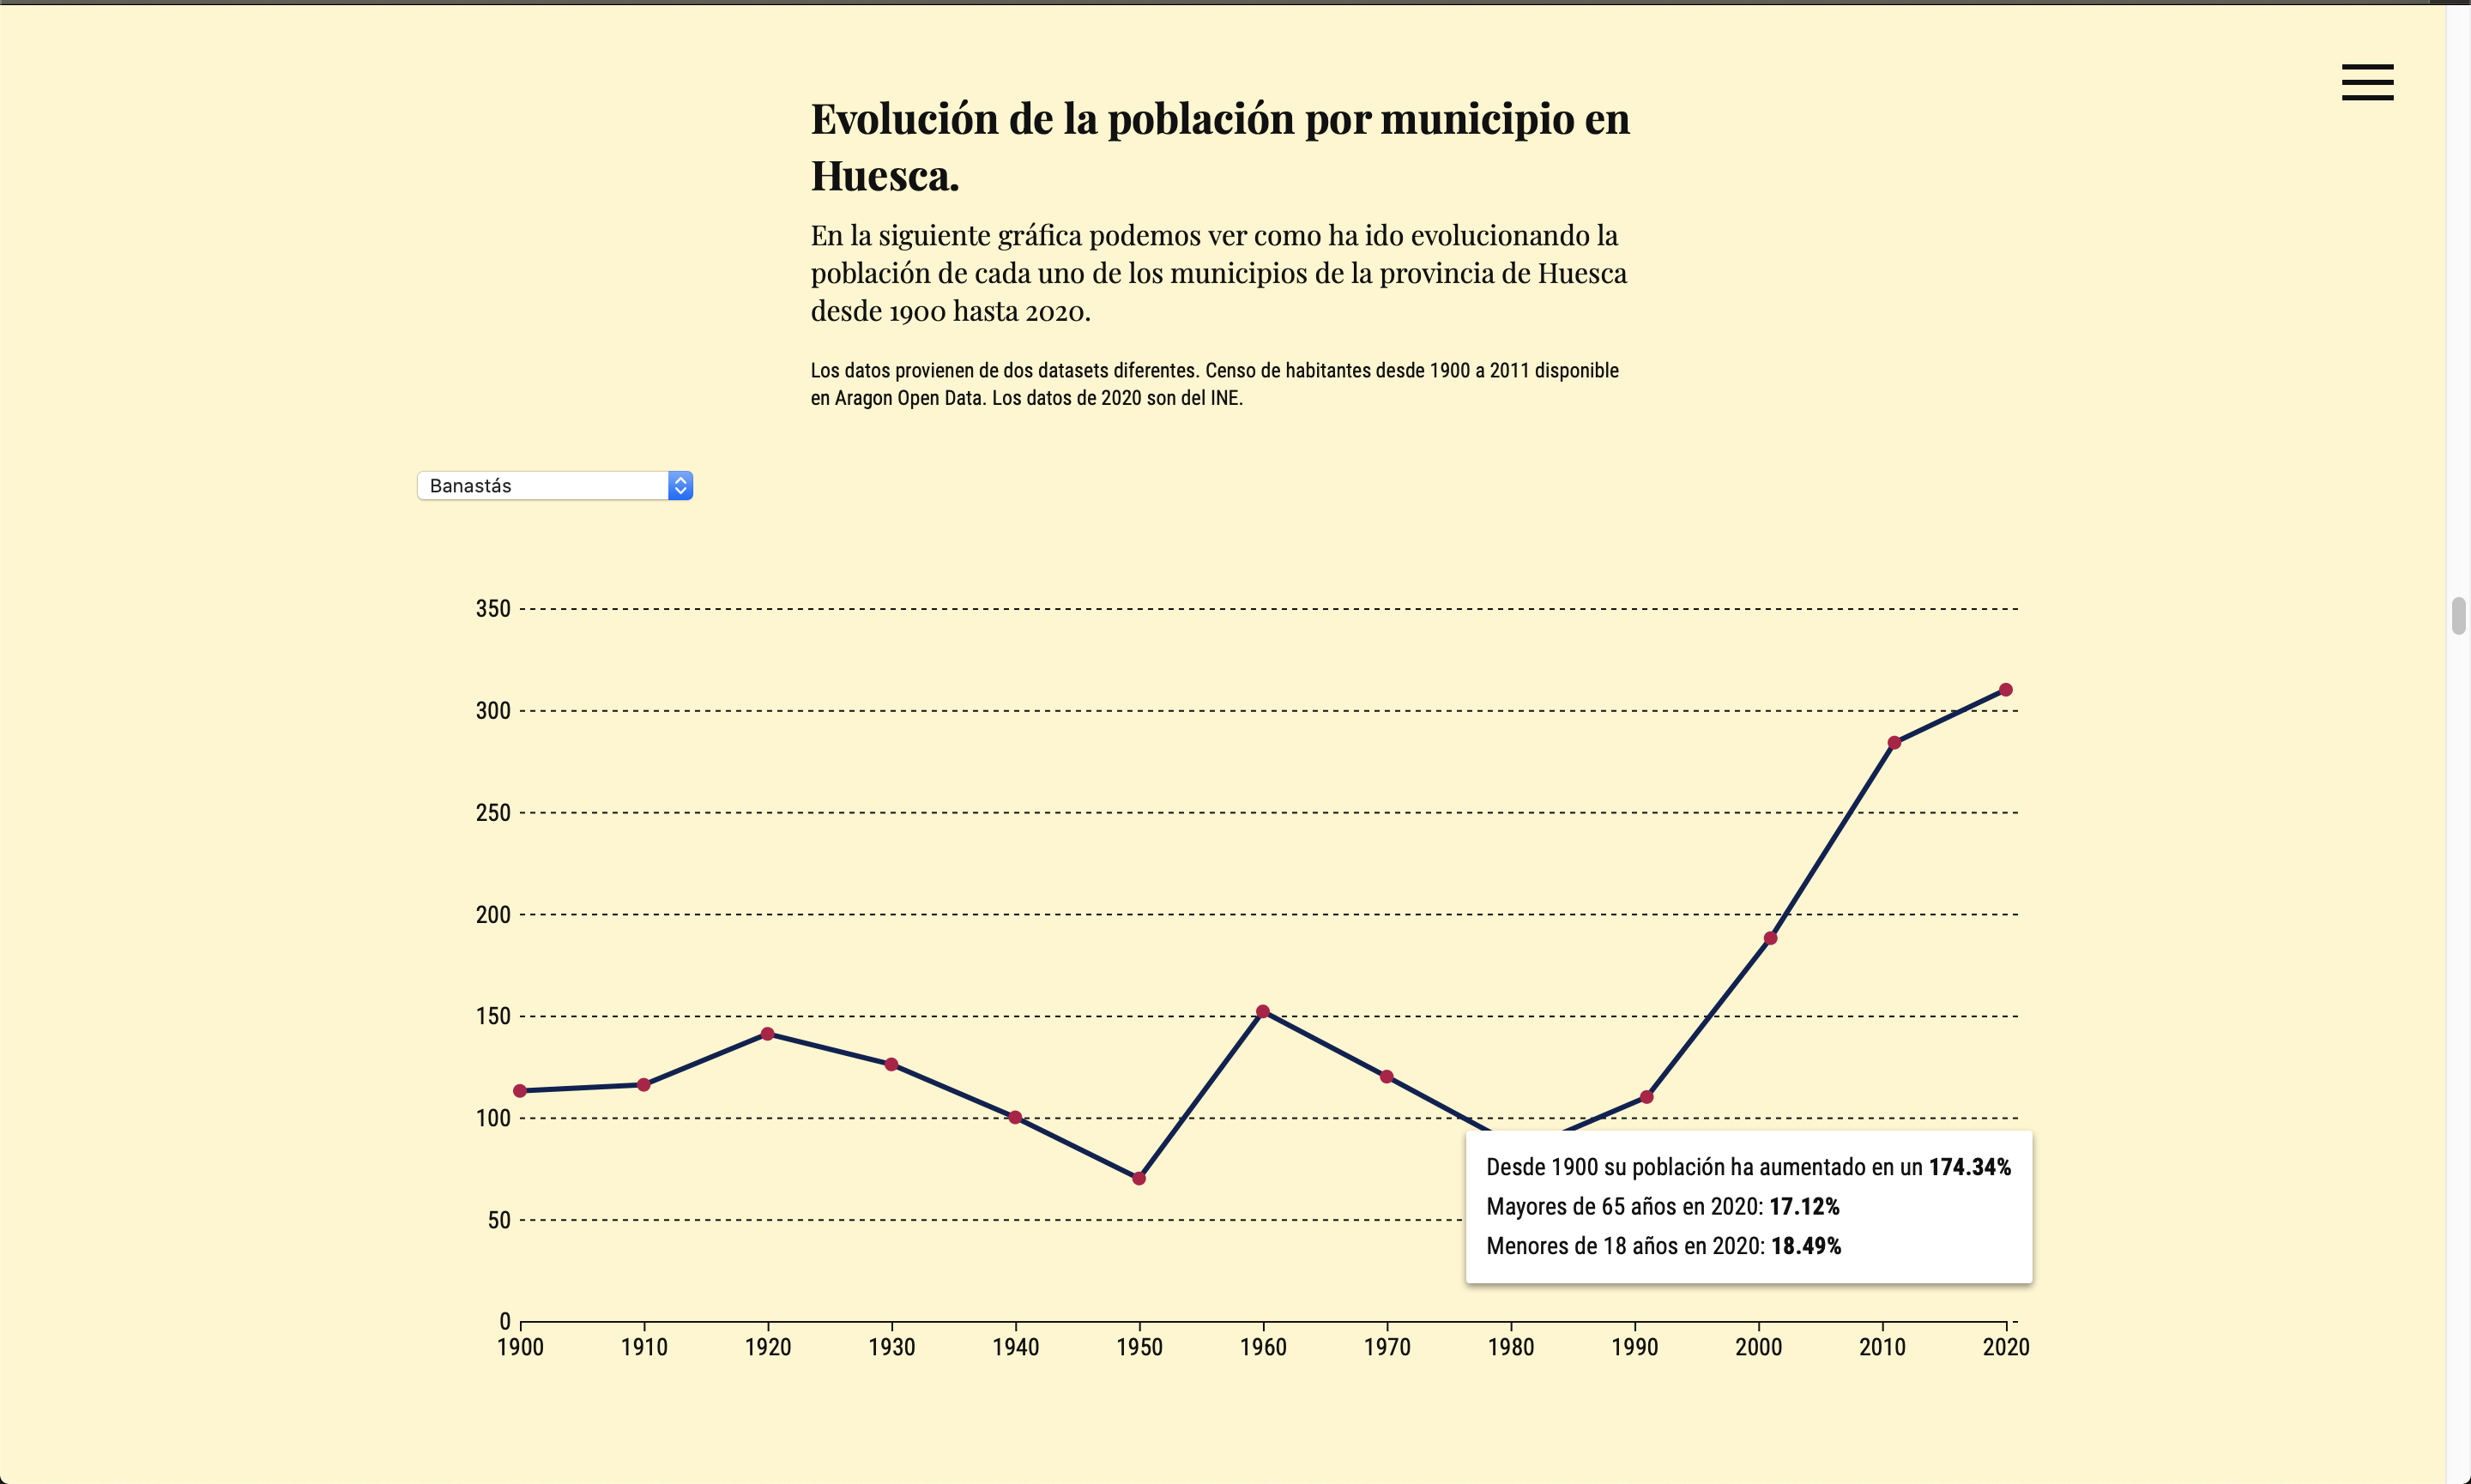 Evolución de la población por municipio en
Huesca.
En la siguiente gráfica podemos ver como ha ido evolucionando la
población de cada uno de los municipios de la provincia de Huesca
desde 1900 hasta 2020.
Los datos provienen de dos datasets diferentes. Censo de habitantes desde 1900 a 2011 disponible
en Aragon Open Data. Los datos de 2020 son del INE.
Banastás
350
300
250
200
150
100
50
0
Desde 1900 su población ha aumentado en un 174.34%
Mayores de 65 años en 2020: 17.12%
Menores de 18 años en 2020: 18.49%
1900 1910 1920 1930 1940 1950 1960 1970 1980 1990 2000 2010 2020